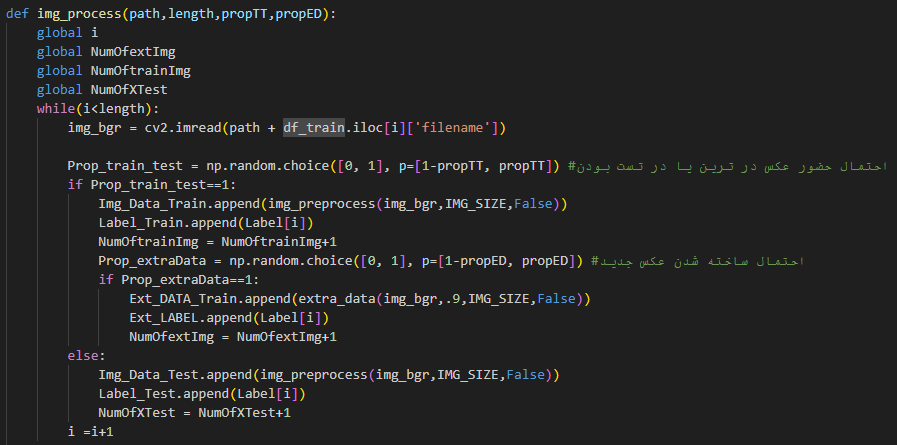 def img_process(path,length,propTT,propED):
    global i
    global NumOfextImg
    global NumOftrainImg
    global NumOfXTest
    while(i<length):
        img_bgr = cv2.imread(path + df_train.iloc[i]['filename'])
        Prop_train_test = np.random.choice([0, 1], p=[1-propTT, propTT]) #احتمال حضور عکس در ترین یا در تست بودن
        if Prop_train_test==1:
            Img_Data_Train.append(img_preprocess(img_bgr,IMG_SIZE,False))
            Label_Train.append(Label[i])
            NumOftrainImg = NumOftrainImg+1
            Prop_extraData = np.random.choice([0, 1], p=[1-propED, propED]) #احتمال ساخته شدن عکس جدید
            if Prop_extraData==1:
                Ext_DATA_Train.append(extra_data(img_bgr,.9,IMG_SIZE,False))
                Ext_LABEL.append(Label[i])
                NumOfextImg = NumOfextImg+1
        else:
            Img_Data_Test.append(img_preprocess(img_bgr,IMG_SIZE,False))
            Label_Test.append(Label[i])
            NumOfXTest = NumOfXTest+1
        i =i+1